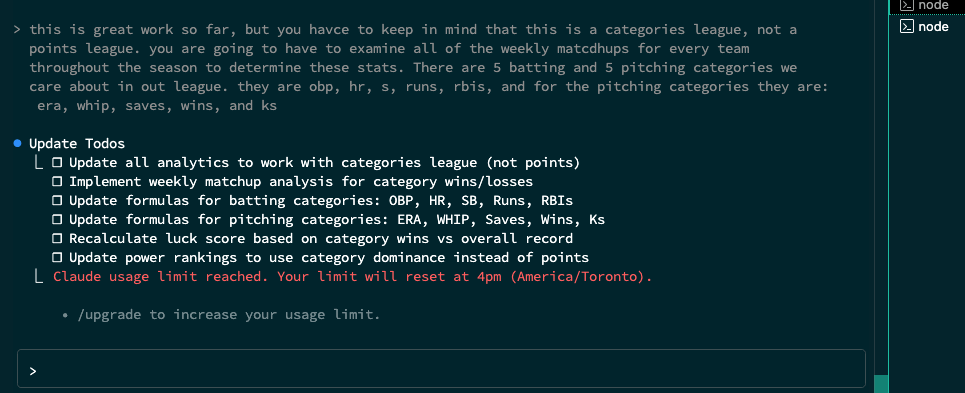 > this is great work so far, but you havce to keep in mind that this is a categories league, not a
points league. you are going to have to examine all of the weekly matcdhups for every team
throughout the season to determine these stats. There are 5 batting and 5 pitching categories we
care about in out league. they are obp, hr, s, runs, rbis, and for the pitching categories they are:
era, whip, saves, wins, and ks
● Update Todos
⎿ ☐ Update all analytics to work with categories league (not points)
☐ Implement weekly matchup analysis for category wins/losses
☐ Update formulas for batting categories: OBP, HR, SB, Runs, RBIs
☐ Update formulas for pitching categories: ERA, WHIP, Saves, Wins, Ks
☐ Recalculate luck score based on category wins vs overall record
☐ Update power rankings to use category dominance instead of points
⎿ Claude usage limit reached. Your limit will reset at 4pm (America/Toronto).
• /upgrade to increase your usage limit.
>
node
node